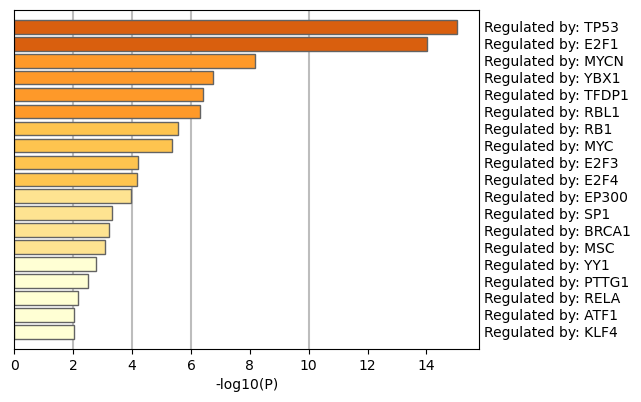 Regulated by: TP53
Regulated by: E2F1
Regulated by: MYCN
Regulated by: YBX1
Regulated by: TFDP1
Regulated by: RBL1
Regulated by: RB1
Regulated by: MYC
Regulated by: E2F3
Regulated by: E2F4
Regulated by: EP300
Regulated by: SP1
Regulated by: BRCA1
Regulated by: MSC
Regulated by: YY1
Regulated by: PTTG1
Regulated by: RELA
Regulated by: ATF1
Regulated by: KLF4
0 2 4 6 8 10 12 14
-log10(P)